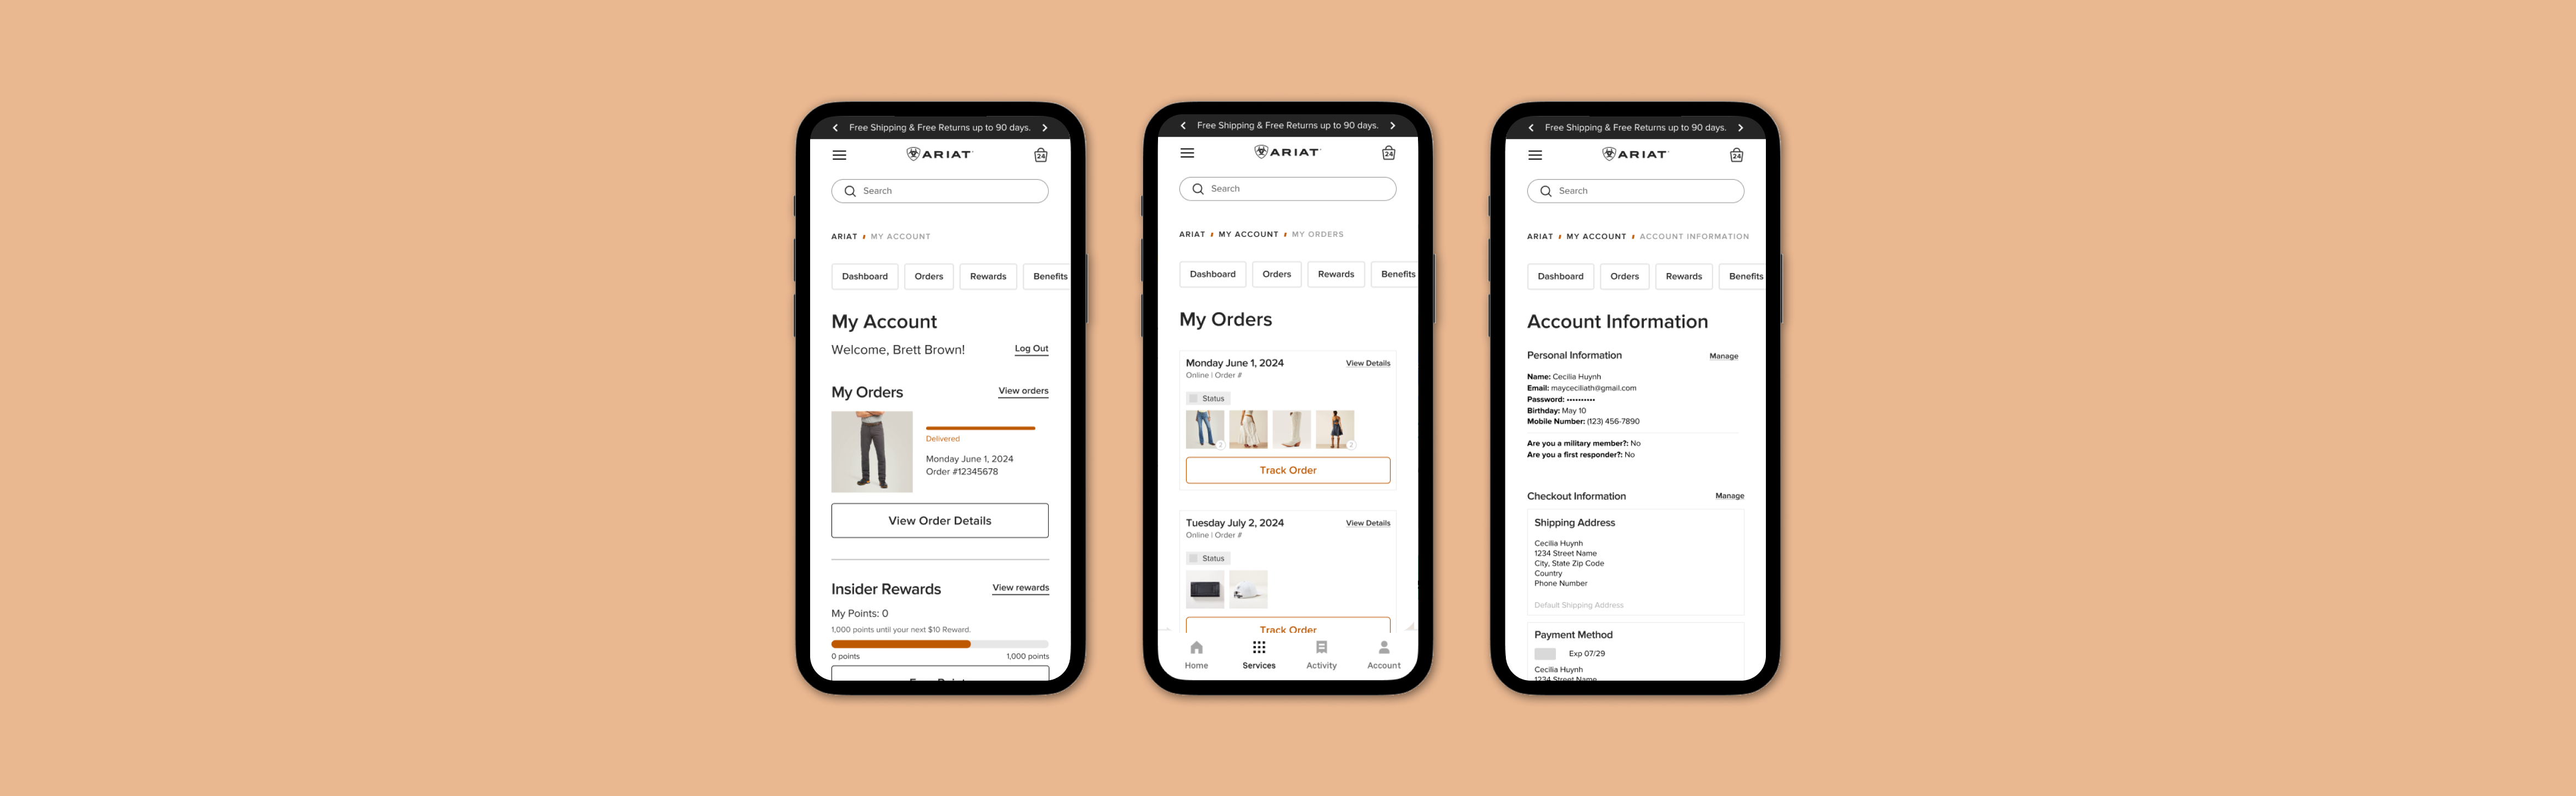 Free Shipping & Free Returns up to 90 days.
24
ARIAT
Search
ARIAT MY ACCOUNT
Dashboard Orders Rewards Benefits
My Account
Welcome, Brett Brown! Log Out
My Orders View orders
Delivered
Monday June 1, 2024
Order #12345678
View Order Details
Insider Rewards View rewards
My Points: 0
1,000 points until your next $10 Reward.
0 points 1,000 points
Free Shipping & Free Returns up to 90 days.
ARIAT 24
Search
ARIAT MY ACCOUNT MY ORDERS
Dashboard Orders Rewards Benefits
My Orders
Monday June 1, 2024 View Details
Online | Order #
Status
2 2
Track Order
Tuesday July 2, 2024 View Details
Online | Order #
Status
Track Order
Home Services Activity Account
Free Shipping & Free Returns up to 90 days.
ARIAT 24
Search
ARIAT MY ACCOUNT ACCOUNT INFORMATION
Dashboard Orders Rewards Benefits
Account Information
Personal Information Manage
Name: Cecilia Huynh
Email: mayceciliath@gmail.com
Password: ••••••••••
Birthday: May 10
Mobile Number: (123) 456-7890
Are you a military member?: No
Are you a first responder?: No
Checkout Information Manage
Shipping Address
Cecilia Huynh
1234 Street Name
City, State Zip Code
Country
Phone Number
Default Shipping Address
Payment Method
Exp 07/29
Cecilia Huynh
1234 Street Name